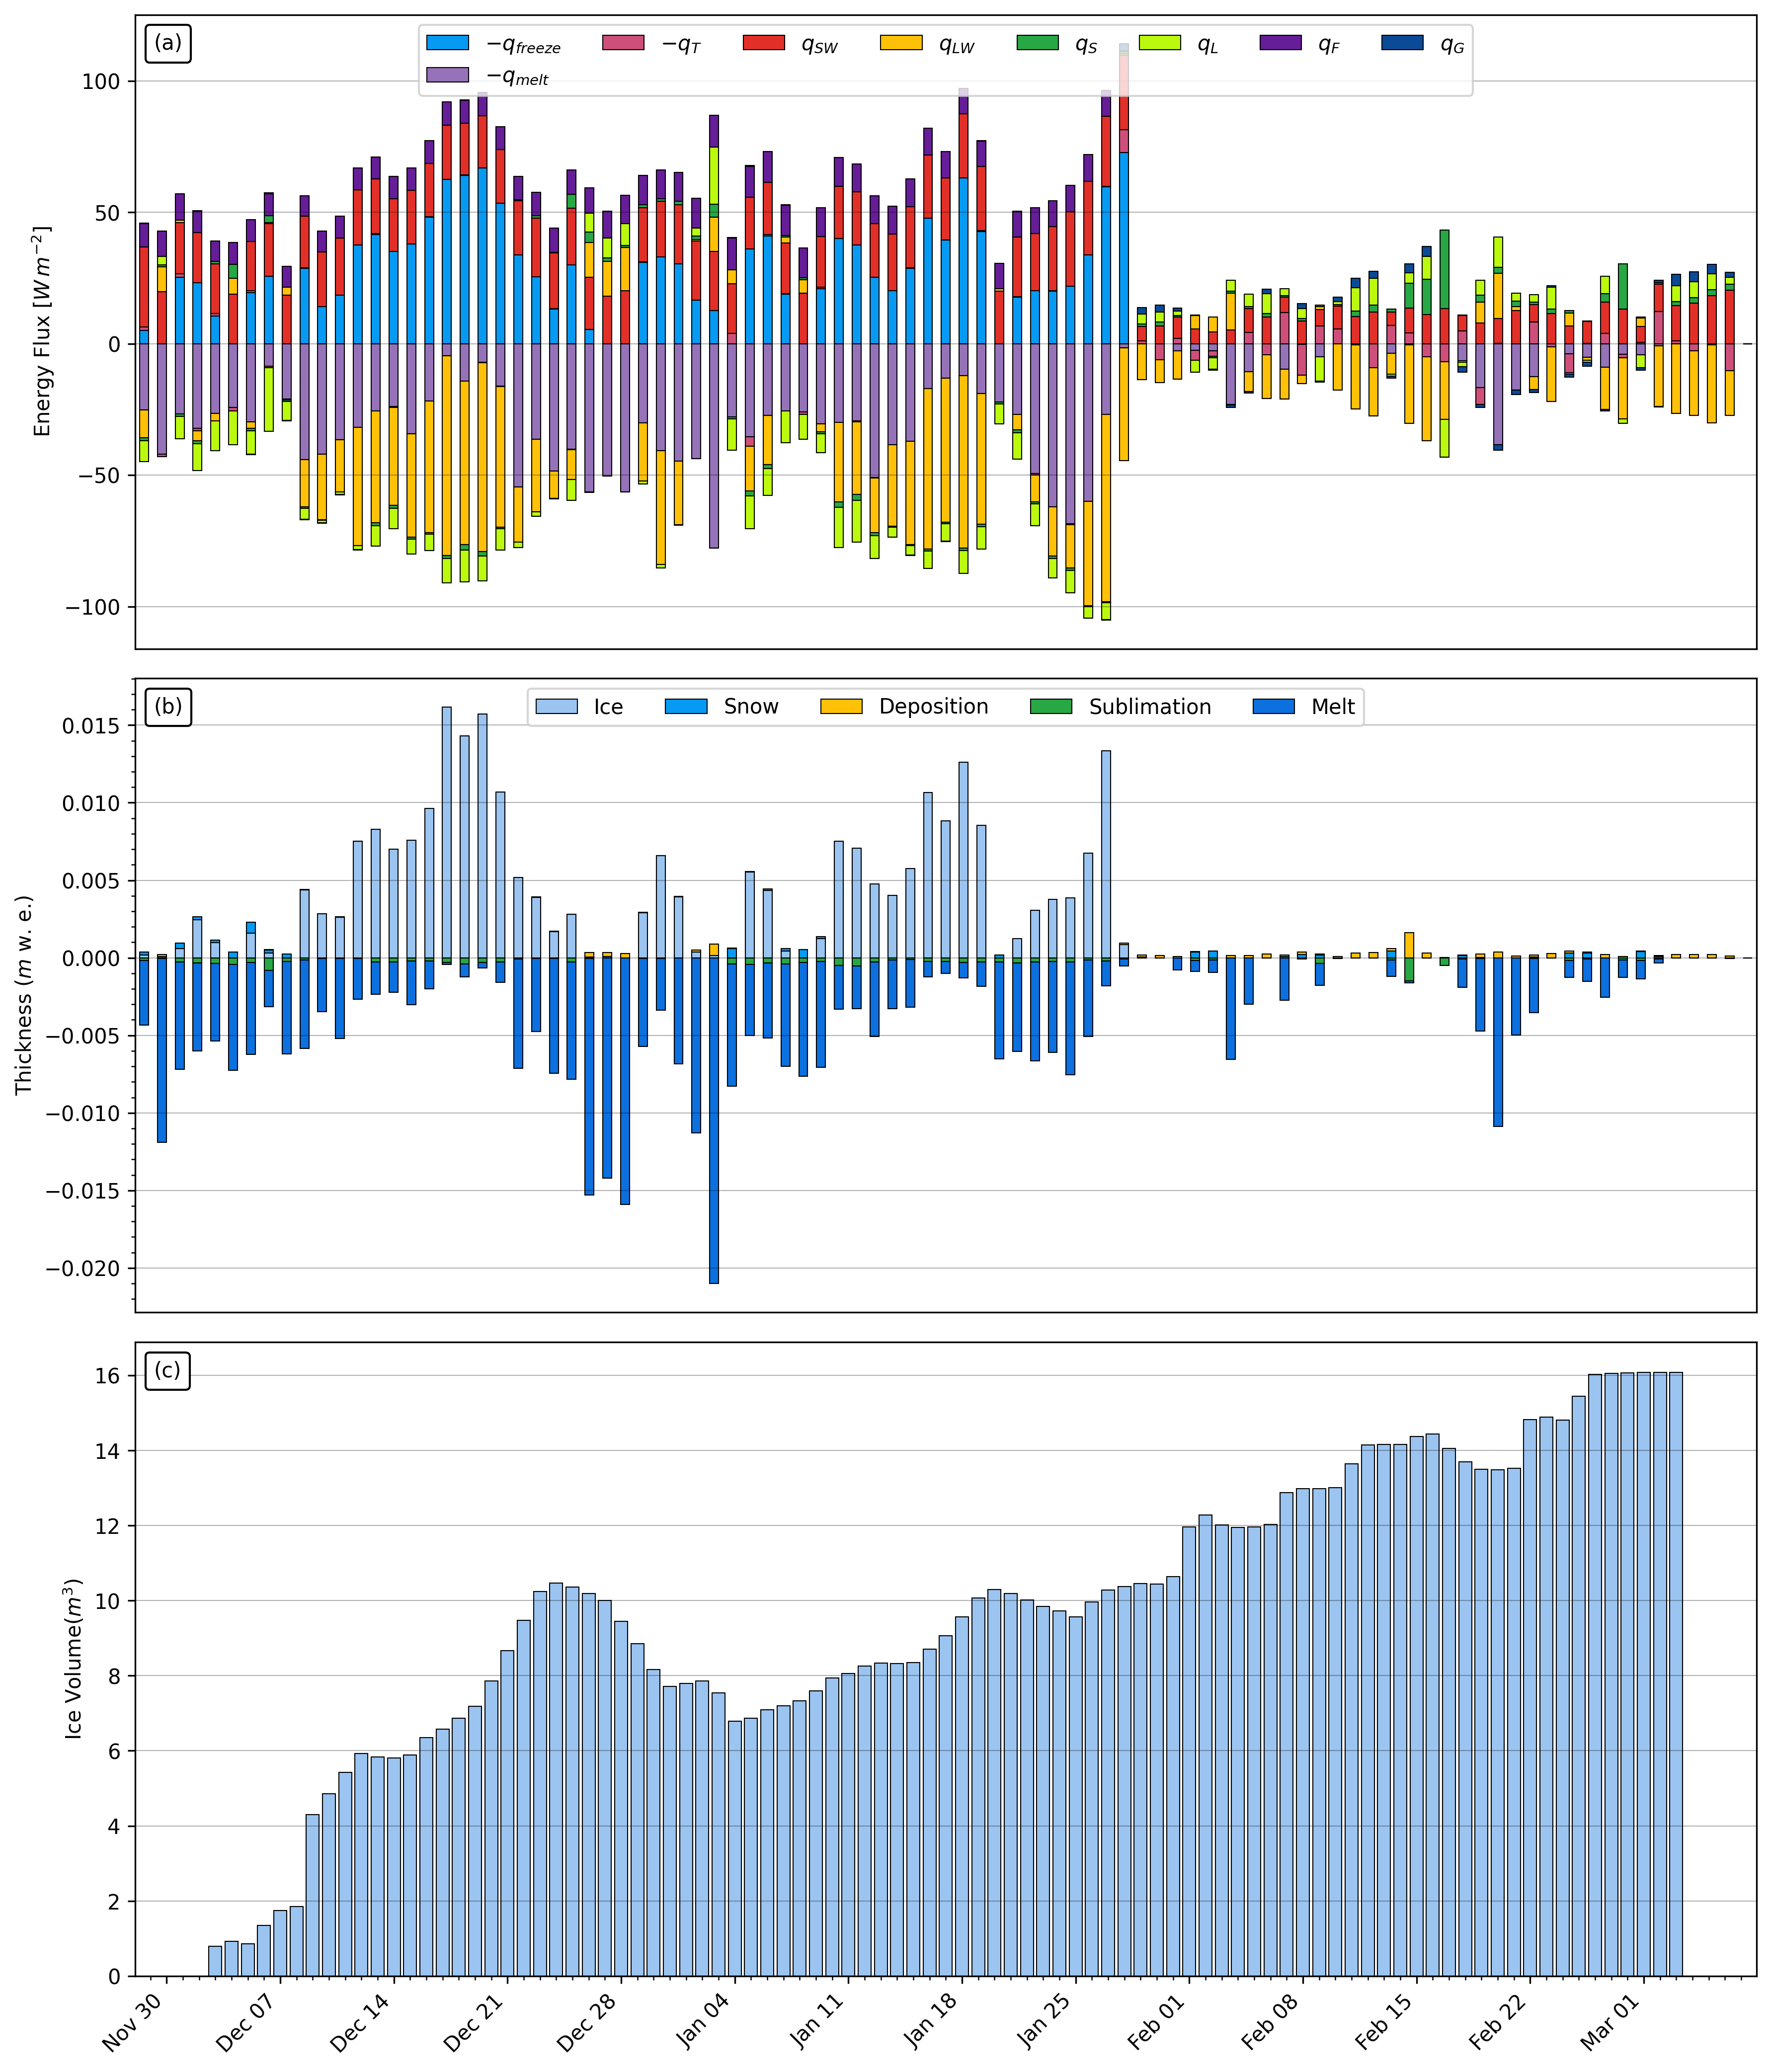 (a)
−q_freeze −q_T q_SW q_LW q_S q_L q_F q_G
−q_melt
100
50
0
−50
−100
Energy Flux [W m⁻²]
(b)
Ice Snow Deposition Sublimation Melt
0.015
0.010
0.005
0.000
−0.005
−0.010
−0.015
−0.020
Thickness (m w. e.)
(c)
16
14
12
10
8
6
4
2
0
Ice Volume(m³)
Nov 30 Dec 07 Dec 14 Dec 21 Dec 28 Jan 04 Jan 11 Jan 18 Jan 25 Feb 01 Feb 08 Feb 15 Feb 22 Mar 01